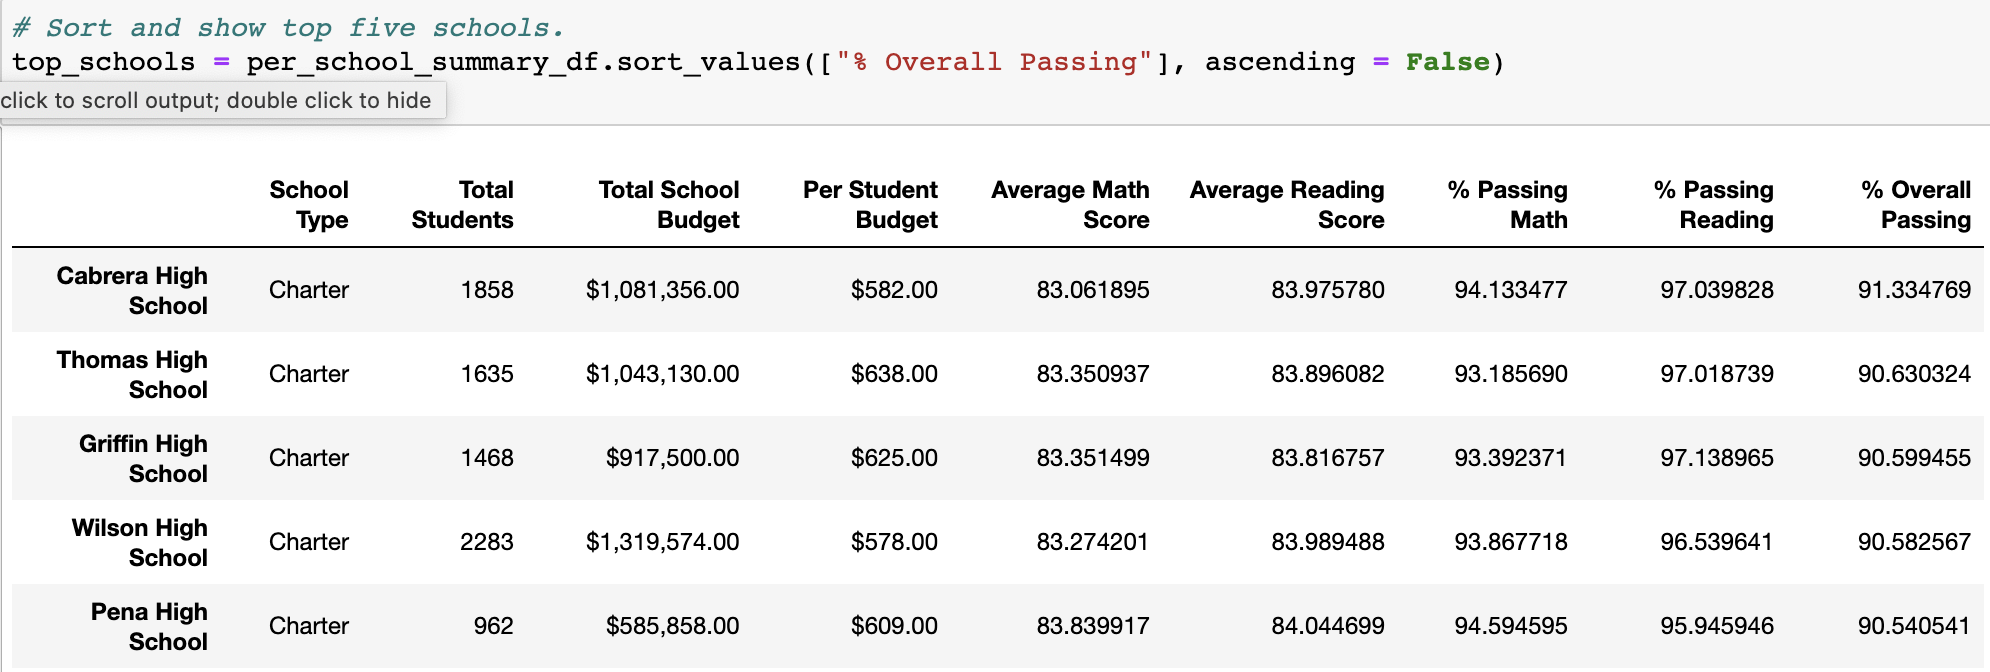 # Sort and show top five schools.
top_schools = per_school_summary_df.sort_values(["% Overall Passing"], ascending = False)
click to scroll output; double click to hide
School Type Total Students Total School Budget Per Student Budget Average Math Score Average Reading Score % Passing Math % Passing Reading % Overall Passing
Cabrera High School Charter 1858 $1,081,356.00 $582.00 83.061895 83.975780 94.133477 97.039828 91.334769
Thomas High School Charter 1635 $1,043,130.00 $638.00 83.350937 83.896082 93.185690 97.018739 90.630324
Griffin High School Charter 1468 $917,500.00 $625.00 83.351499 83.816757 93.392371 97.138965 90.599455
Wilson High School Charter 2283 $1,319,574.00 $578.00 83.274201 83.989488 93.867718 96.539641 90.582567
Pena High School Charter 962 $585,858.00 $609.00 83.839917 84.044699 94.594595 95.945946 90.540541